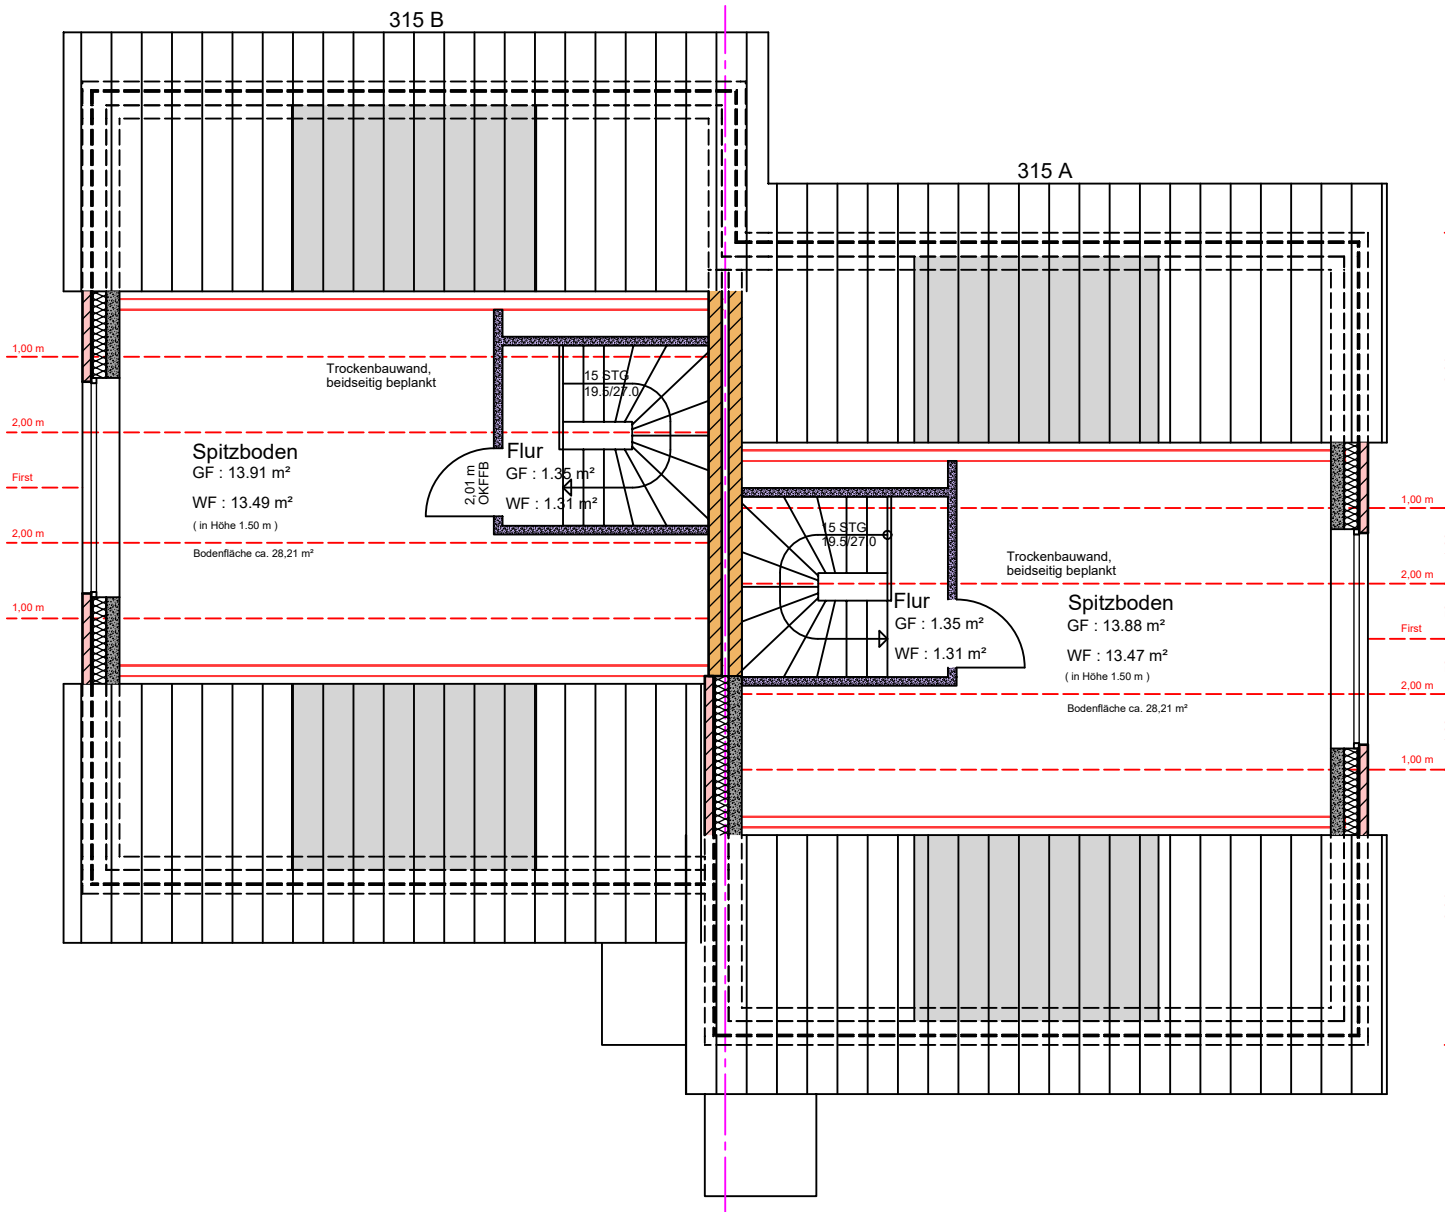 315 B
315 A
1,00 m
2,00 m
First
2,00 m
1,00 m
Trockenbauwand,
beidseitig beplankt
15 STG
19.5/27.0
Spitzboden
GF : 13.91 m²
WF : 13.49 m²
( in Höhe 1.50 m )
Bodenfläche ca. 28,21 m²
2,01 m
OKFFB
Flur
GF : 1.35 m²
WF : 1.31 m²
15 STG
19.5/27.0
Flur
GF : 1.35 m²
WF : 1.31 m²
Trockenbauwand,
beidseitig beplankt
Spitzboden
GF : 13.88 m²
WF : 13.47 m²
( in Höhe 1.50 m )
Bodenfläche ca. 28,21 m²
1,00 m
2,00 m
First
2,00 m
1,00 m